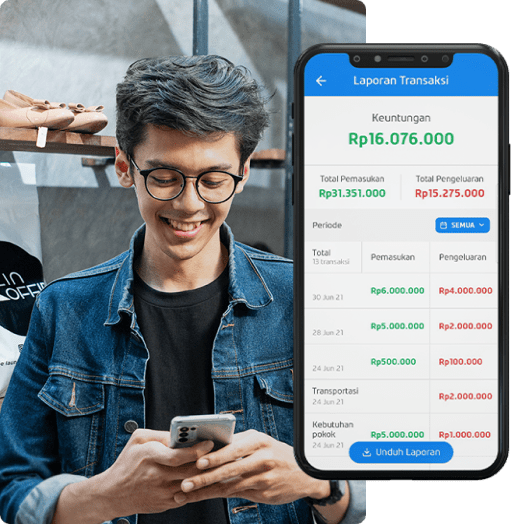 Laporan Transaksi
Keuntungan
Rp16.076.000
Total Pemasukan Total Pengeluaran
Rp31.351.000 Rp15.275.000
Periode SEMUA
Total Pemasukan Pengeluaran
13 transaksi
Rp6.000.000 Rp4.000.000
30 Jun 21
Rp5.000.000 Rp2.000.000
28 Jun 21
Rp500.000 Rp100.000
24 Jun 21
Transportasi
Rp2.000.000
24 Jun 21
Kebutuhan
pokok Rp5.000.000 Rp1.000.000
24 Jun 21
Unduh Laporan